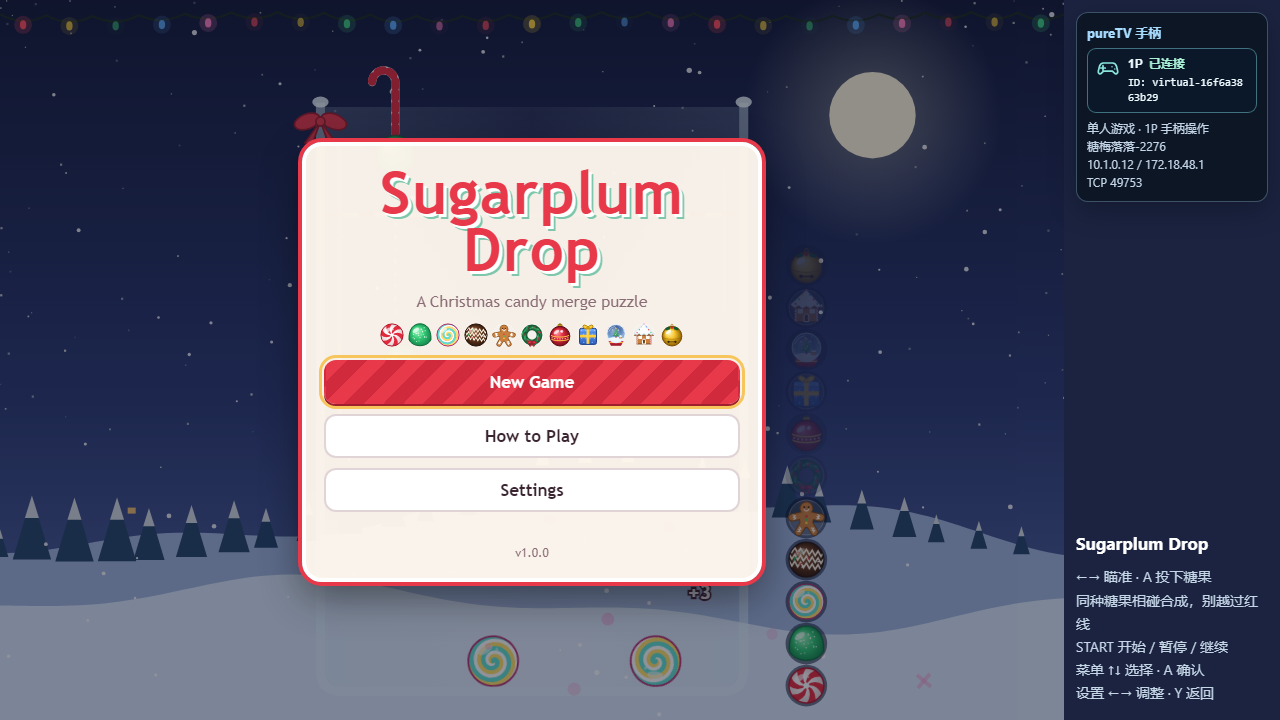 Sugarplum
Drop
A Christmas candy merge puzzle
New Game
How to Play
Settings
v1.0.0
+3
pureTV 手柄
1P 已连接
ID: virtual-16f6a38
63b29
单人游戏 · 1P 手柄操作
糖梅落落-2276
10.1.0.12 / 172.18.48.1
TCP 49753
Sugarplum Drop
←→ 瞄准 · A 投下糖果
同种糖果相碰合成，别越过红
线
START 开始 / 暂停 / 继续
菜单 ↑↓ 选择 · A 确认
设置 ←→ 调整 · Y 返回